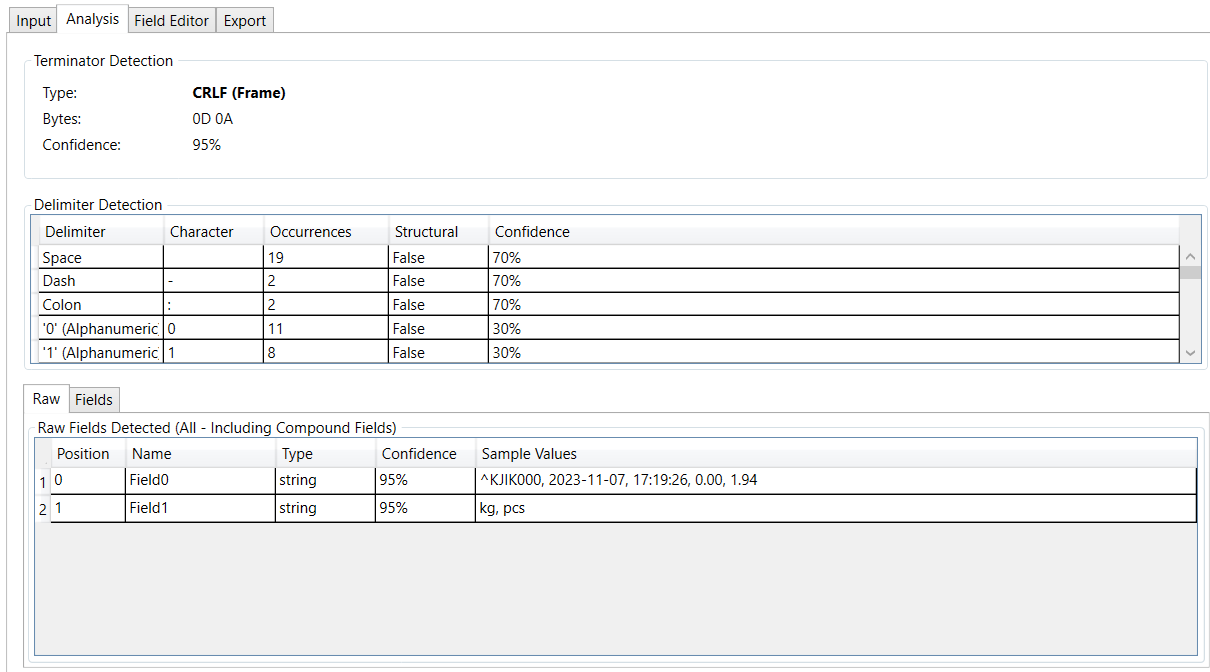 Input Analysis Field Editor Export
Terminator Detection
Type: CRLF (Frame)
Bytes: 0D 0A
Confidence: 95%
Delimiter Detection
Delimiter Character Occurrences Structural Confidence
Space 19 False 70%
Dash - 2 False 70%
Colon : 2 False 70%
'0' (Alphanumeric) 0 11 False 30%
'1' (Alphanumeric) 1 8 False 30%
Raw Fields
Raw Fields Detected (All - Including Compound Fields)
Position Name Type Confidence Sample Values
1 0 Field0 string 95% ^KJIK000, 2023-11-07, 17:19:26, 0.00, 1.94
2 1 Field1 string 95% kg, pcs